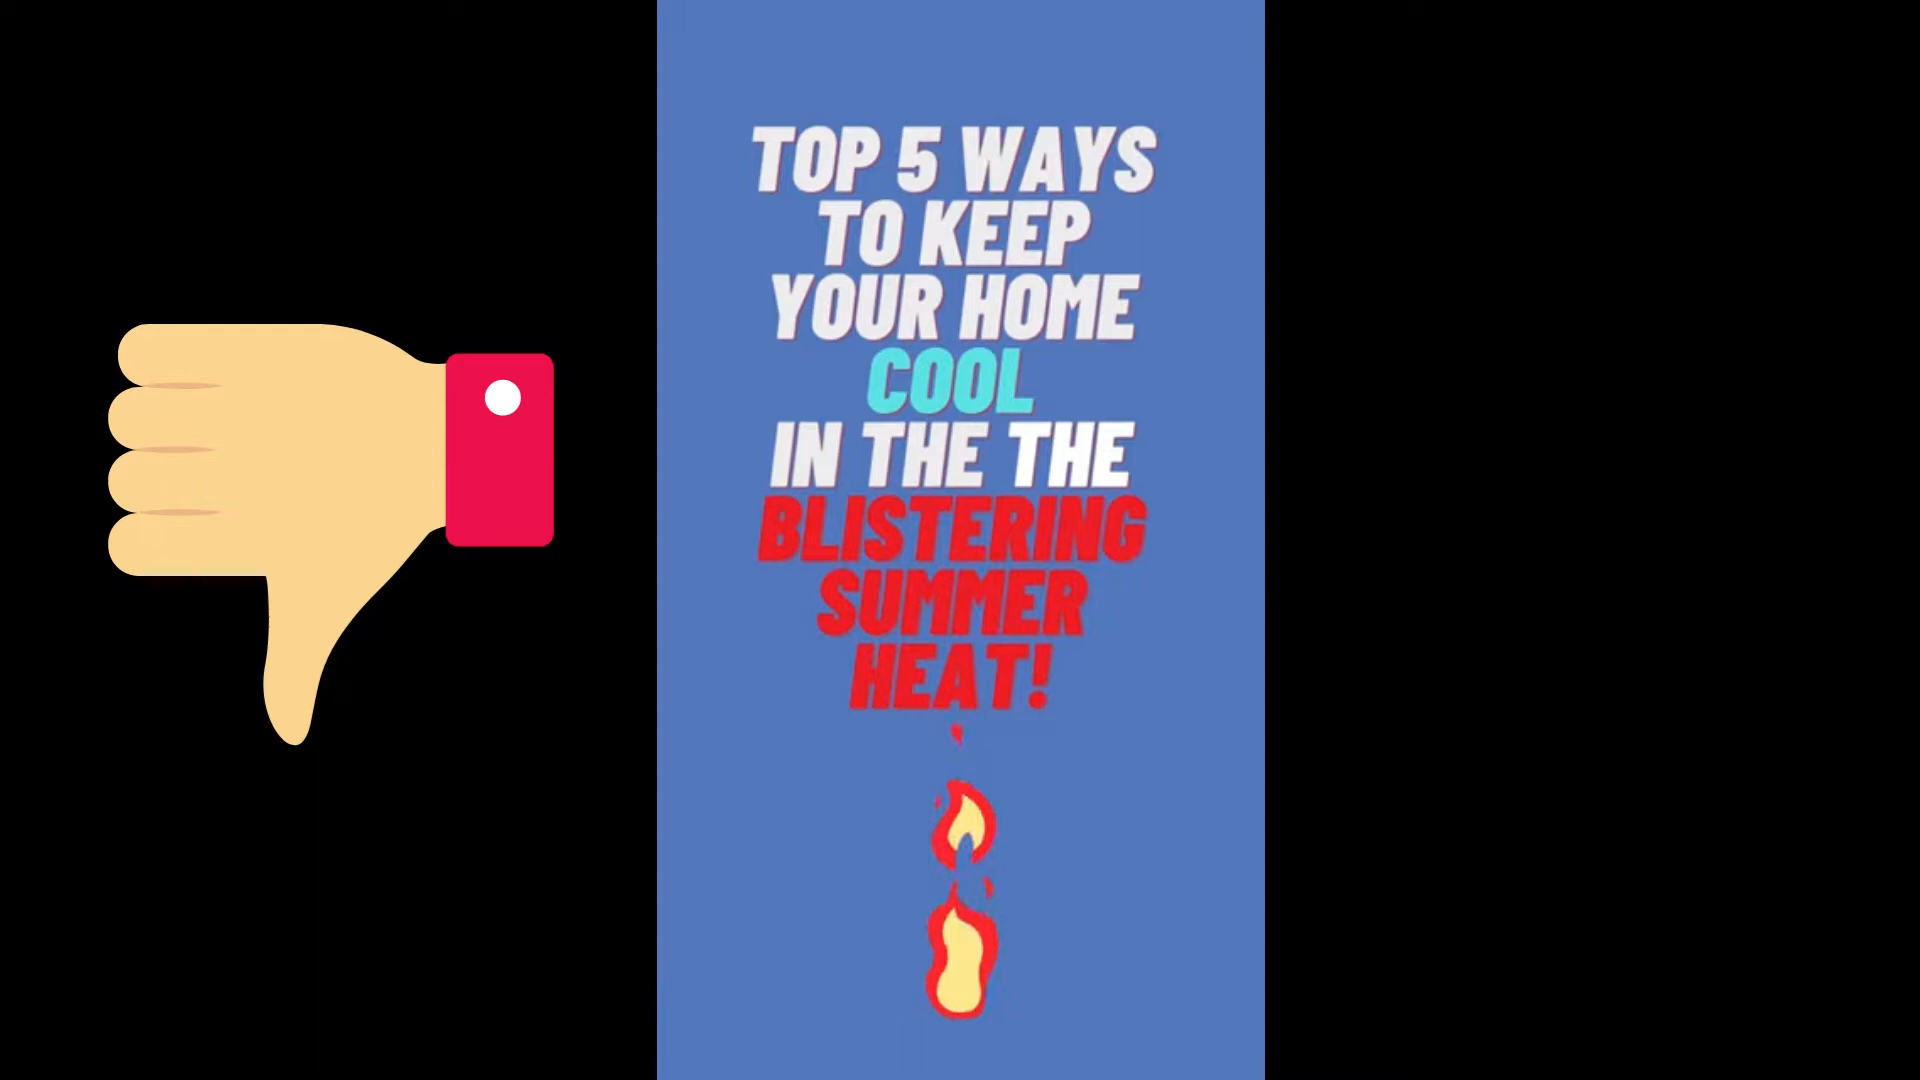 TOP 5 WAYS
TO KEEP
YOUR HOME
COOL
IN THE THE
BLISTERING
SUMMER
HEAT!